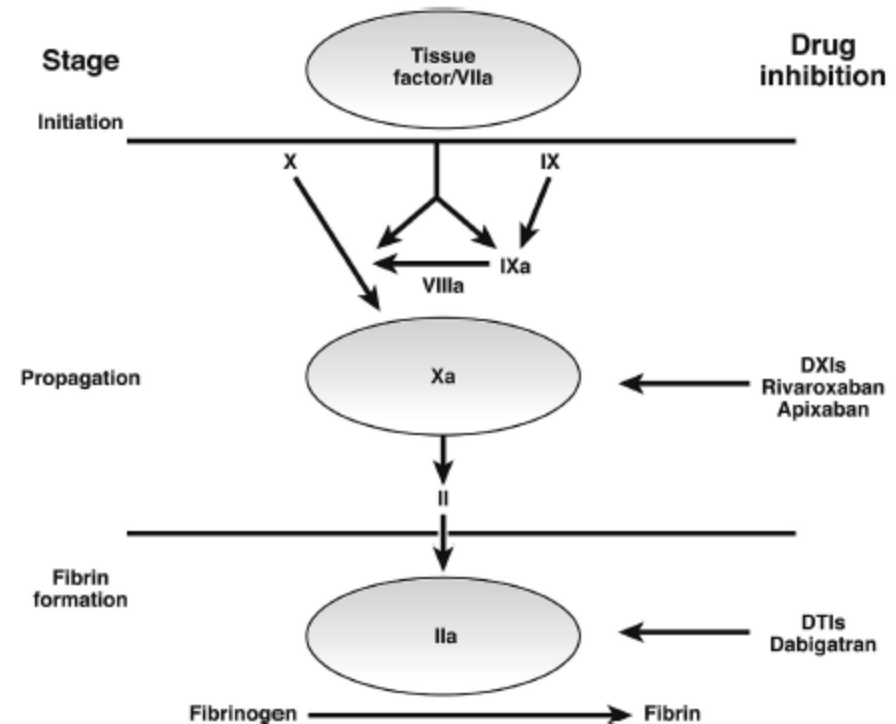 Stage
Tissue
factor/VIIa
Drug
inhibition
Initiation
X
IX
IXa
VIIIa
Propagation
Xa
DXIs
Rivaroxaban
Apixaban
II
Fibrin
formation
IIa
DTIs
Dabigatran
Fibrinogen
Fibrin